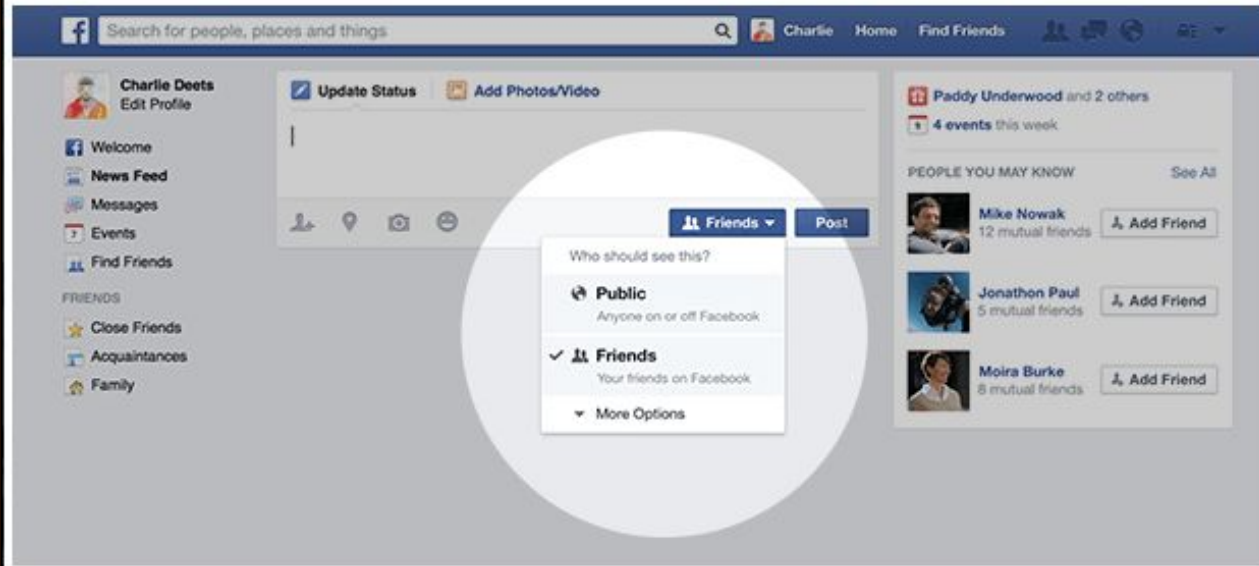 f
Search for people, places and things
Charlie Home Find Friends
Charlie Deets
Edit Profile
Welcome
News Feed
Messages
7 Events
Find Friends
FRIENDS
Close Friends
Acquaintances
Family
Update Status Add Photos/Video
Friends Post
Who should see this?
Public
Anyone on or off Facebook
Friends
Your friends on Facebook
More Options
Paddy Underwood and 2 others
4 events this week
PEOPLE YOU MAY KNOW See All
Mike Nowak
12 mutual friends
Add Friend
Jonathon Paul
5 mutual friends
Add Friend
Moira Burke
8 mutual friends
Add Friend